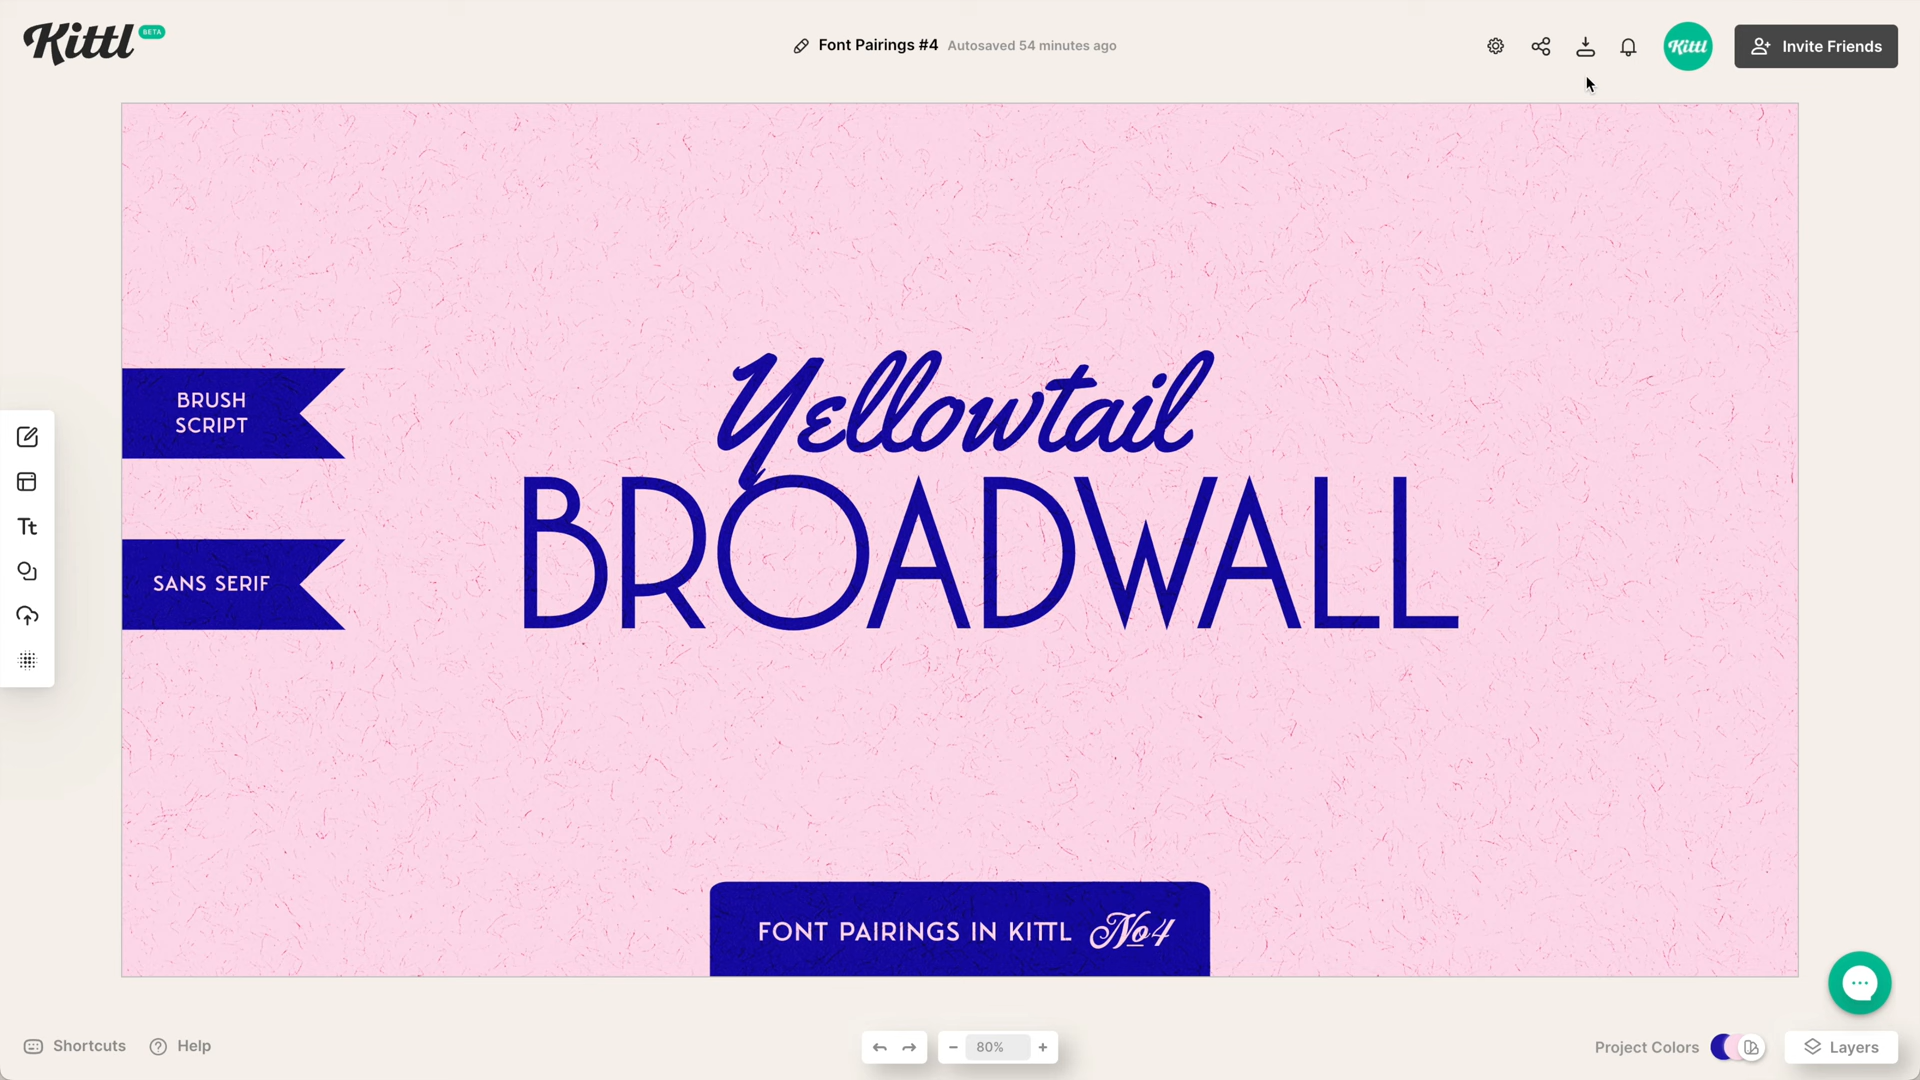 Kittl BETA
Font Pairings #4 Autosaved 54 minutes ago
Kittl
Invite Friends
Yellowtail
BROADWALL
BRUSH
SCRIPT
SANS SERIF
Tt
FONT PAIRINGS IN KITTL No4
Shortcuts
Help
80%
Project Colors
Layers